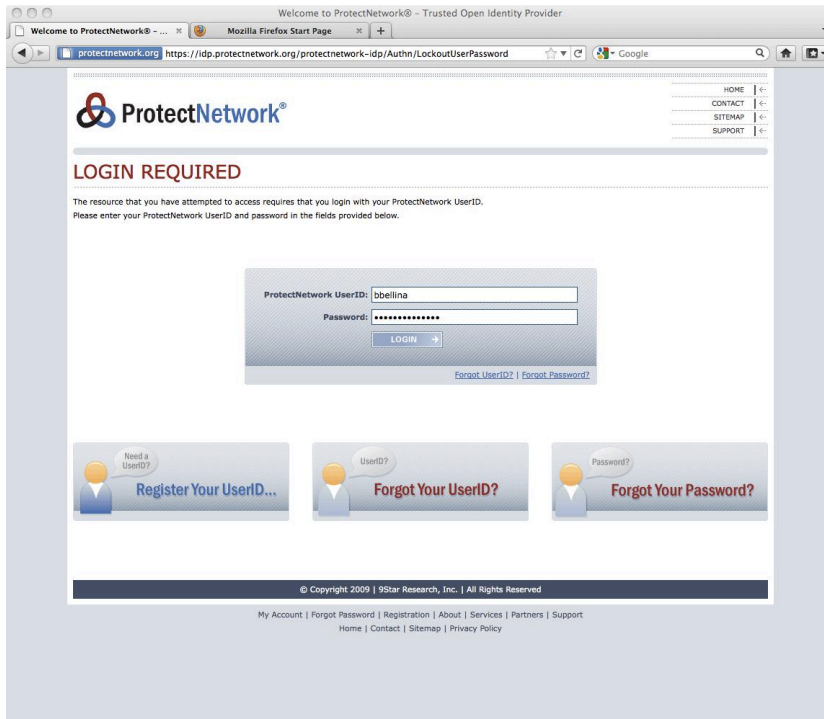 Welcome to ProtectNetwork® – Trusted Open Identity Provider
Welcome to ProtectNetwork® – ... × Mozilla Firefox Start Page × +
protectnetwork.org https://idp.protectnetwork.org/protectnetwork-idp/Authn/LockoutUserPassword Google
ProtectNetwork®
HOME
CONTACT
SITEMAP
SUPPORT
LOGIN REQUIRED
The resource that you have attempted to access requires that you login with your ProtectNetwork UserID.
Please enter your ProtectNetwork UserID and password in the fields provided below.
ProtectNetwork UserID: bbellina
Password: ••••••••••••••
LOGIN
Forgot UserID? | Forgot Password?
Need a
UserID?
Register Your UserID...
UserID?
Forgot Your UserID?
Password?
Forgot Your Password?
© Copyright 2009 | 9Star Research, Inc. | All Rights Reserved
My Account | Forgot Password | Registration | About | Services | Partners | Support
Home | Contact | Sitemap | Privacy Policy